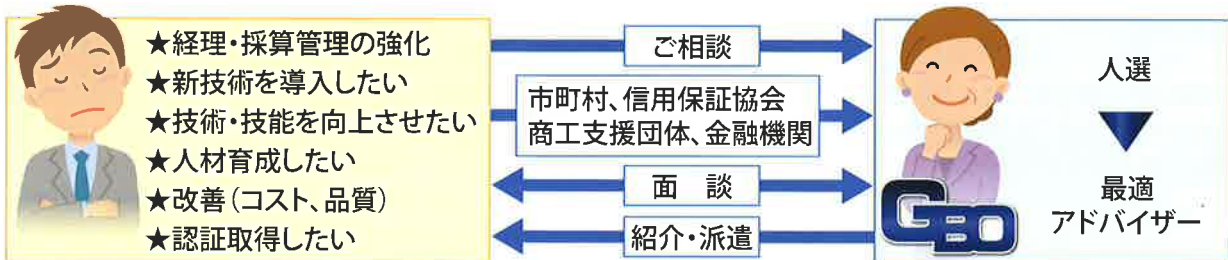 ★経理・採算管理の強化
★新技術を導入したい
★技術・技能を向上させたい
★人材育成したい
★改善（コスト、品質）
★認証取得したい
ご相談
市町村、信用保証協会
商工支援団体、金融機関
面 談
紹介・派遣
人選
最適
アドバイザー
GBO